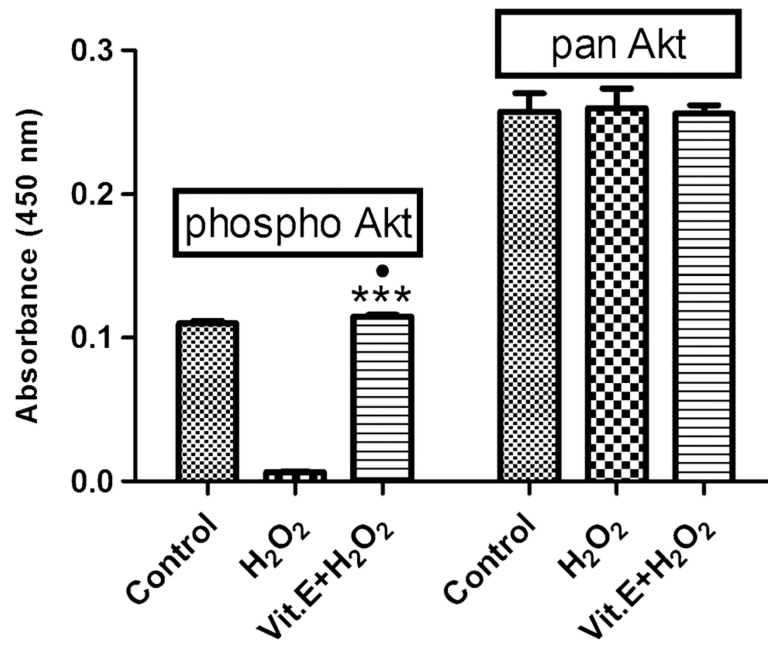 Absorbance (450 nm)
0.3
0.2
0.1
0.0
phospho Akt
•
***
pan Akt
Control
H₂O₂
Vit.E+H₂O₂
Control
H₂O₂
Vit.E+H₂O₂